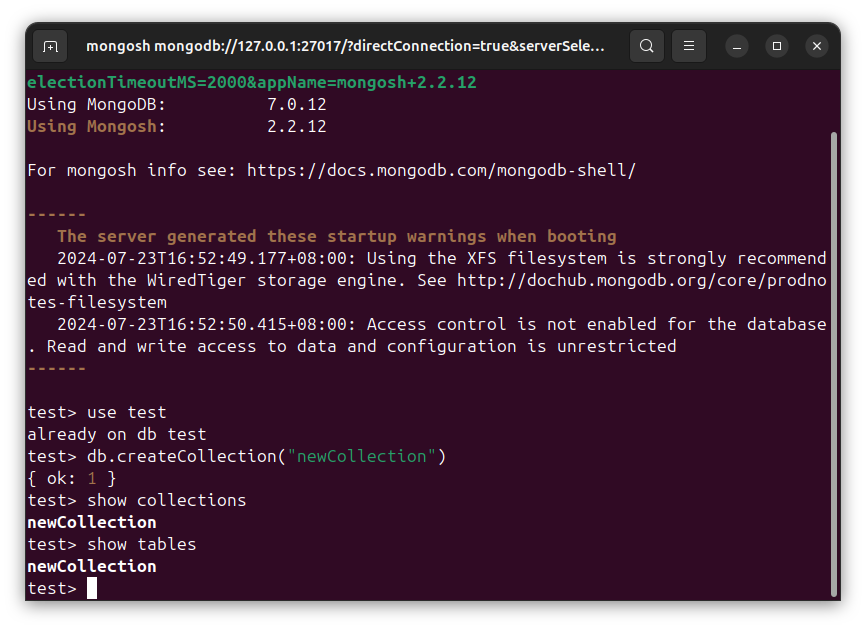 mongosh mongodb://127.0.0.1:27017/?directConnection=true&serverSele...
electionTimeoutMS=2000&appName=mongosh+2.2.12
Using MongoDB:          7.0.12
Using Mongosh:          2.2.12
For mongosh info see: https://docs.mongodb.com/mongodb-shell/
------
   The server generated these startup warnings when booting
   2024-07-23T16:52:49.177+08:00: Using the XFS filesystem is strongly recommend
ed with the WiredTiger storage engine. See http://dochub.mongodb.org/core/prodno
tes-filesystem
   2024-07-23T16:52:50.415+08:00: Access control is not enabled for the database
. Read and write access to data and configuration is unrestricted
------
test> use test
already on db test
test> db.createCollection("newCollection")
{ ok: 1 }
test> show collections
newCollection
test> show tables
newCollection
test>